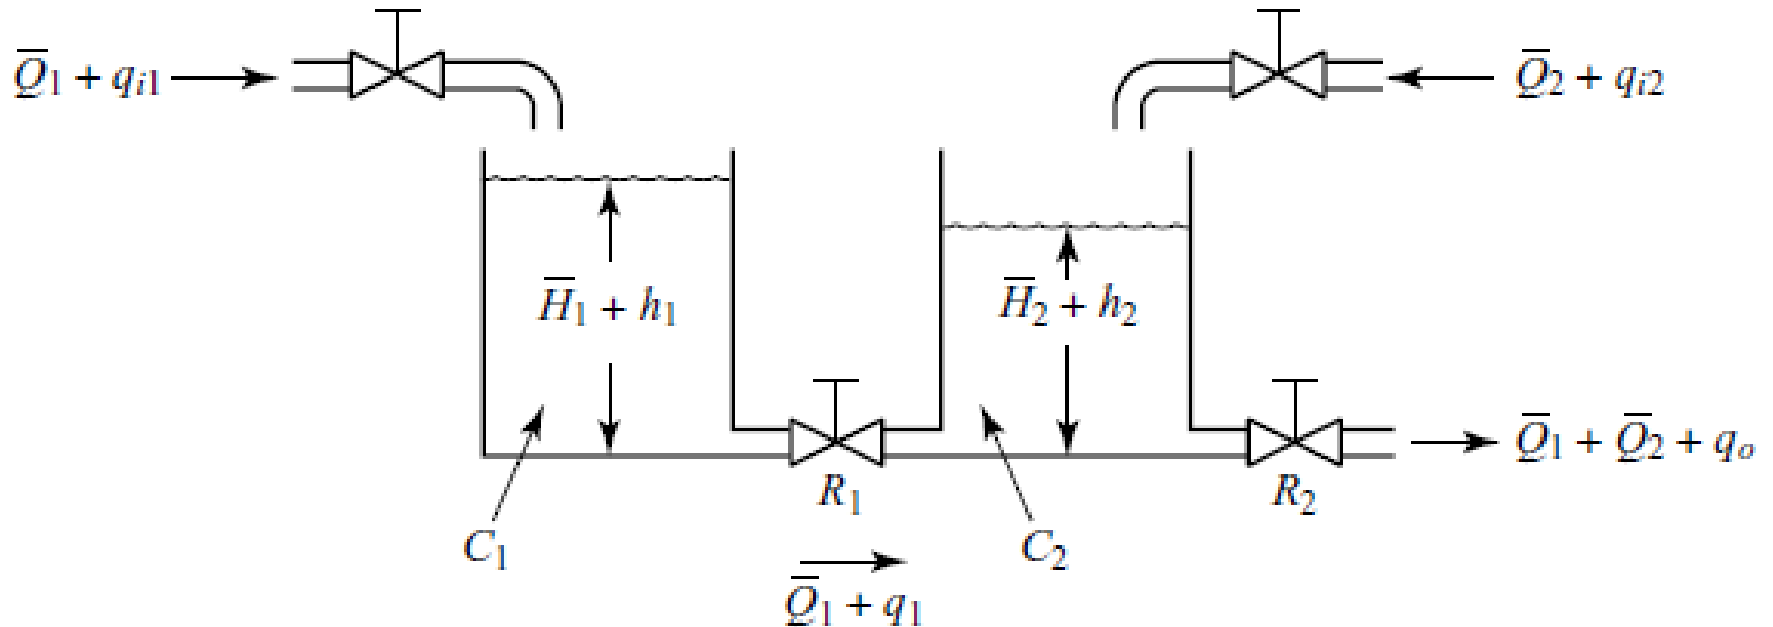 Q̅1 + qi1
Q̅2 + qi2
H̅1 + h1
H̅2 + h2
Q̅1 + Q̅2 + qo
R1
R2
C1
C2
Q̅1 + q1